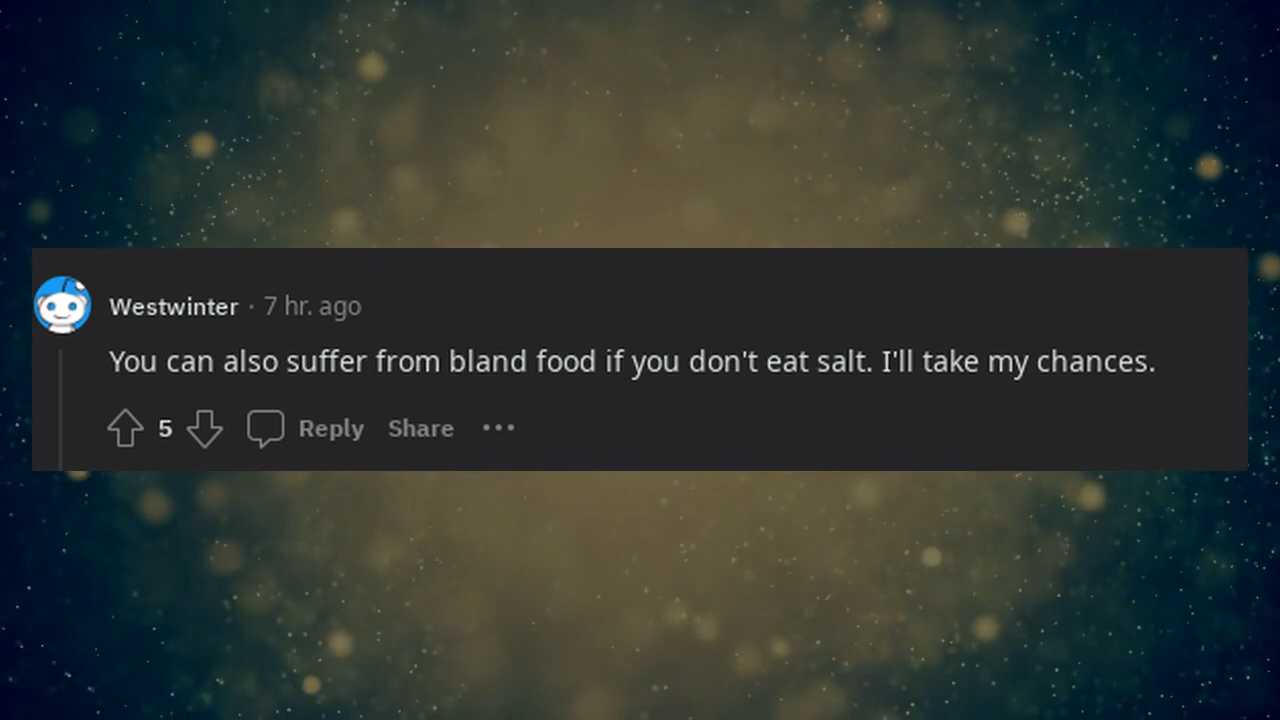 Westwinter · 7 hr. ago
You can also suffer from bland food if you don't eat salt. I'll take my chances.
5 Reply Share ···